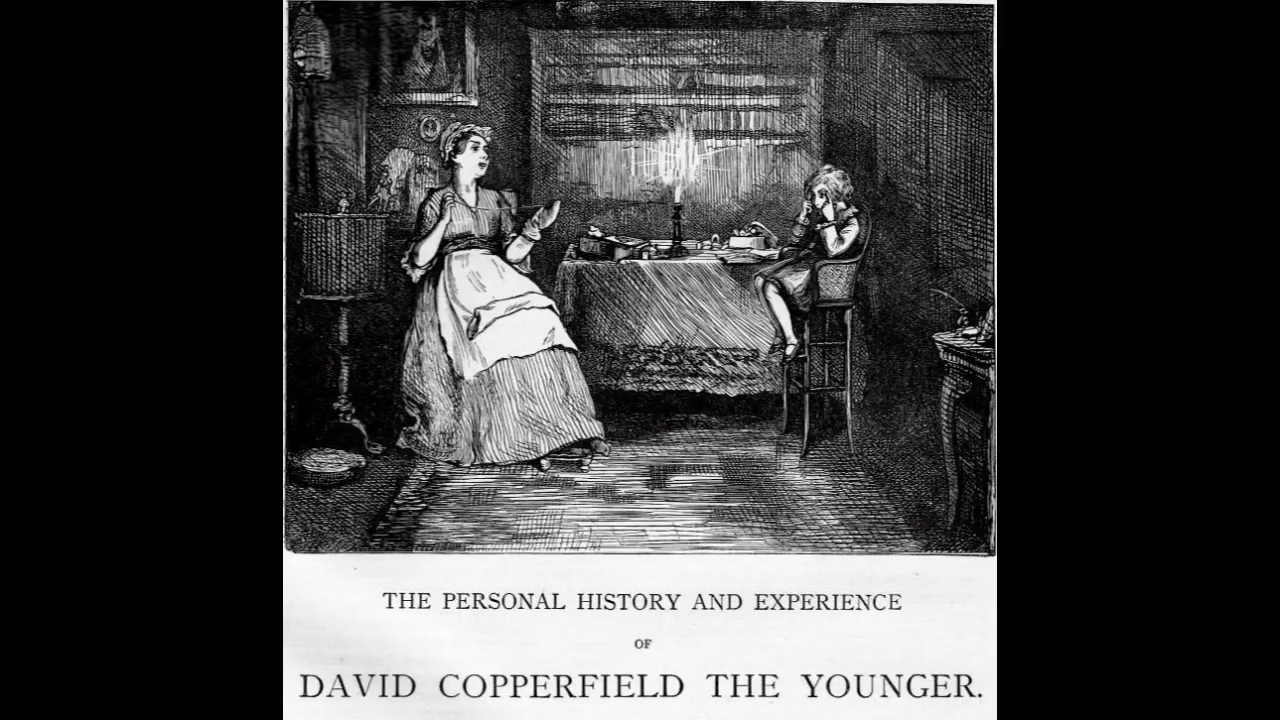 THE PERSONAL HISTORY AND EXPERIENCE
OF
DAVID COPPERFIELD THE YOUNGER.